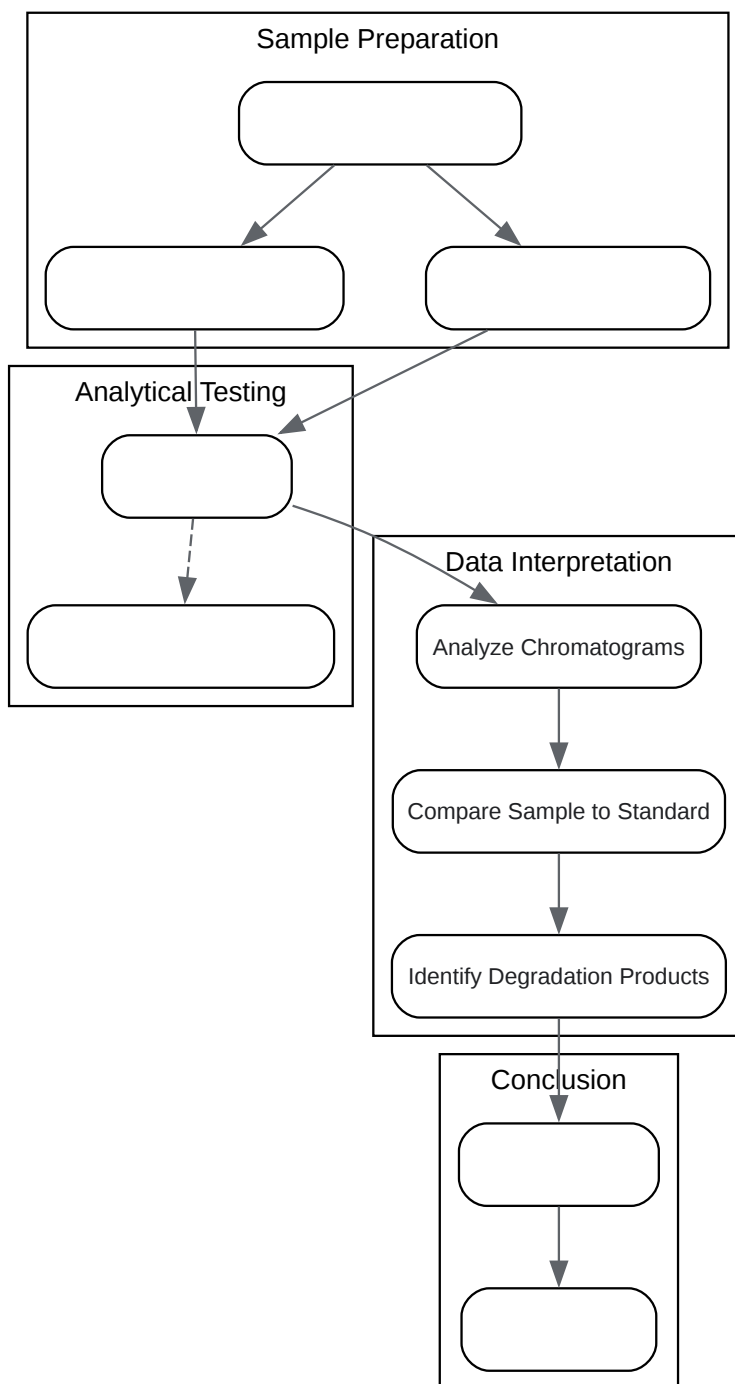 Sample Preparation
Analytical Testing
Data Interpretation
Analyze Chromatograms
Compare Sample to Standard
Identify Degradation Products
Conclusion